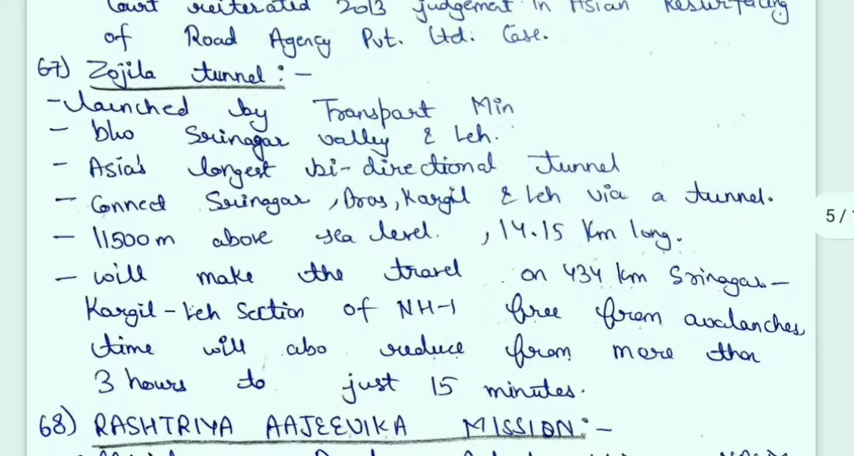 Court reiterated 2013 judgement in Asian Resurfacing
of Road Agency Pvt. Ltd. Case.
67) Zojila tunnel :-
- launched by Transpart Min
- b/w Srinagar valley & Leh.
- Asia's longest bi-directional tunnel
- Connect Srinagar, Dras, Kargil & Leh via a tunnel.
- 11500m above sea level. , 14.15 Km long.
- will make the travel on 434 km Srinagar-
Kargil-Leh Section of NH-1 free from avalanches
time will also reduce from more than
3 hours to just 15 minutes.
68) RASHTRIYA AAJEEVIKA MISSION:-
5/